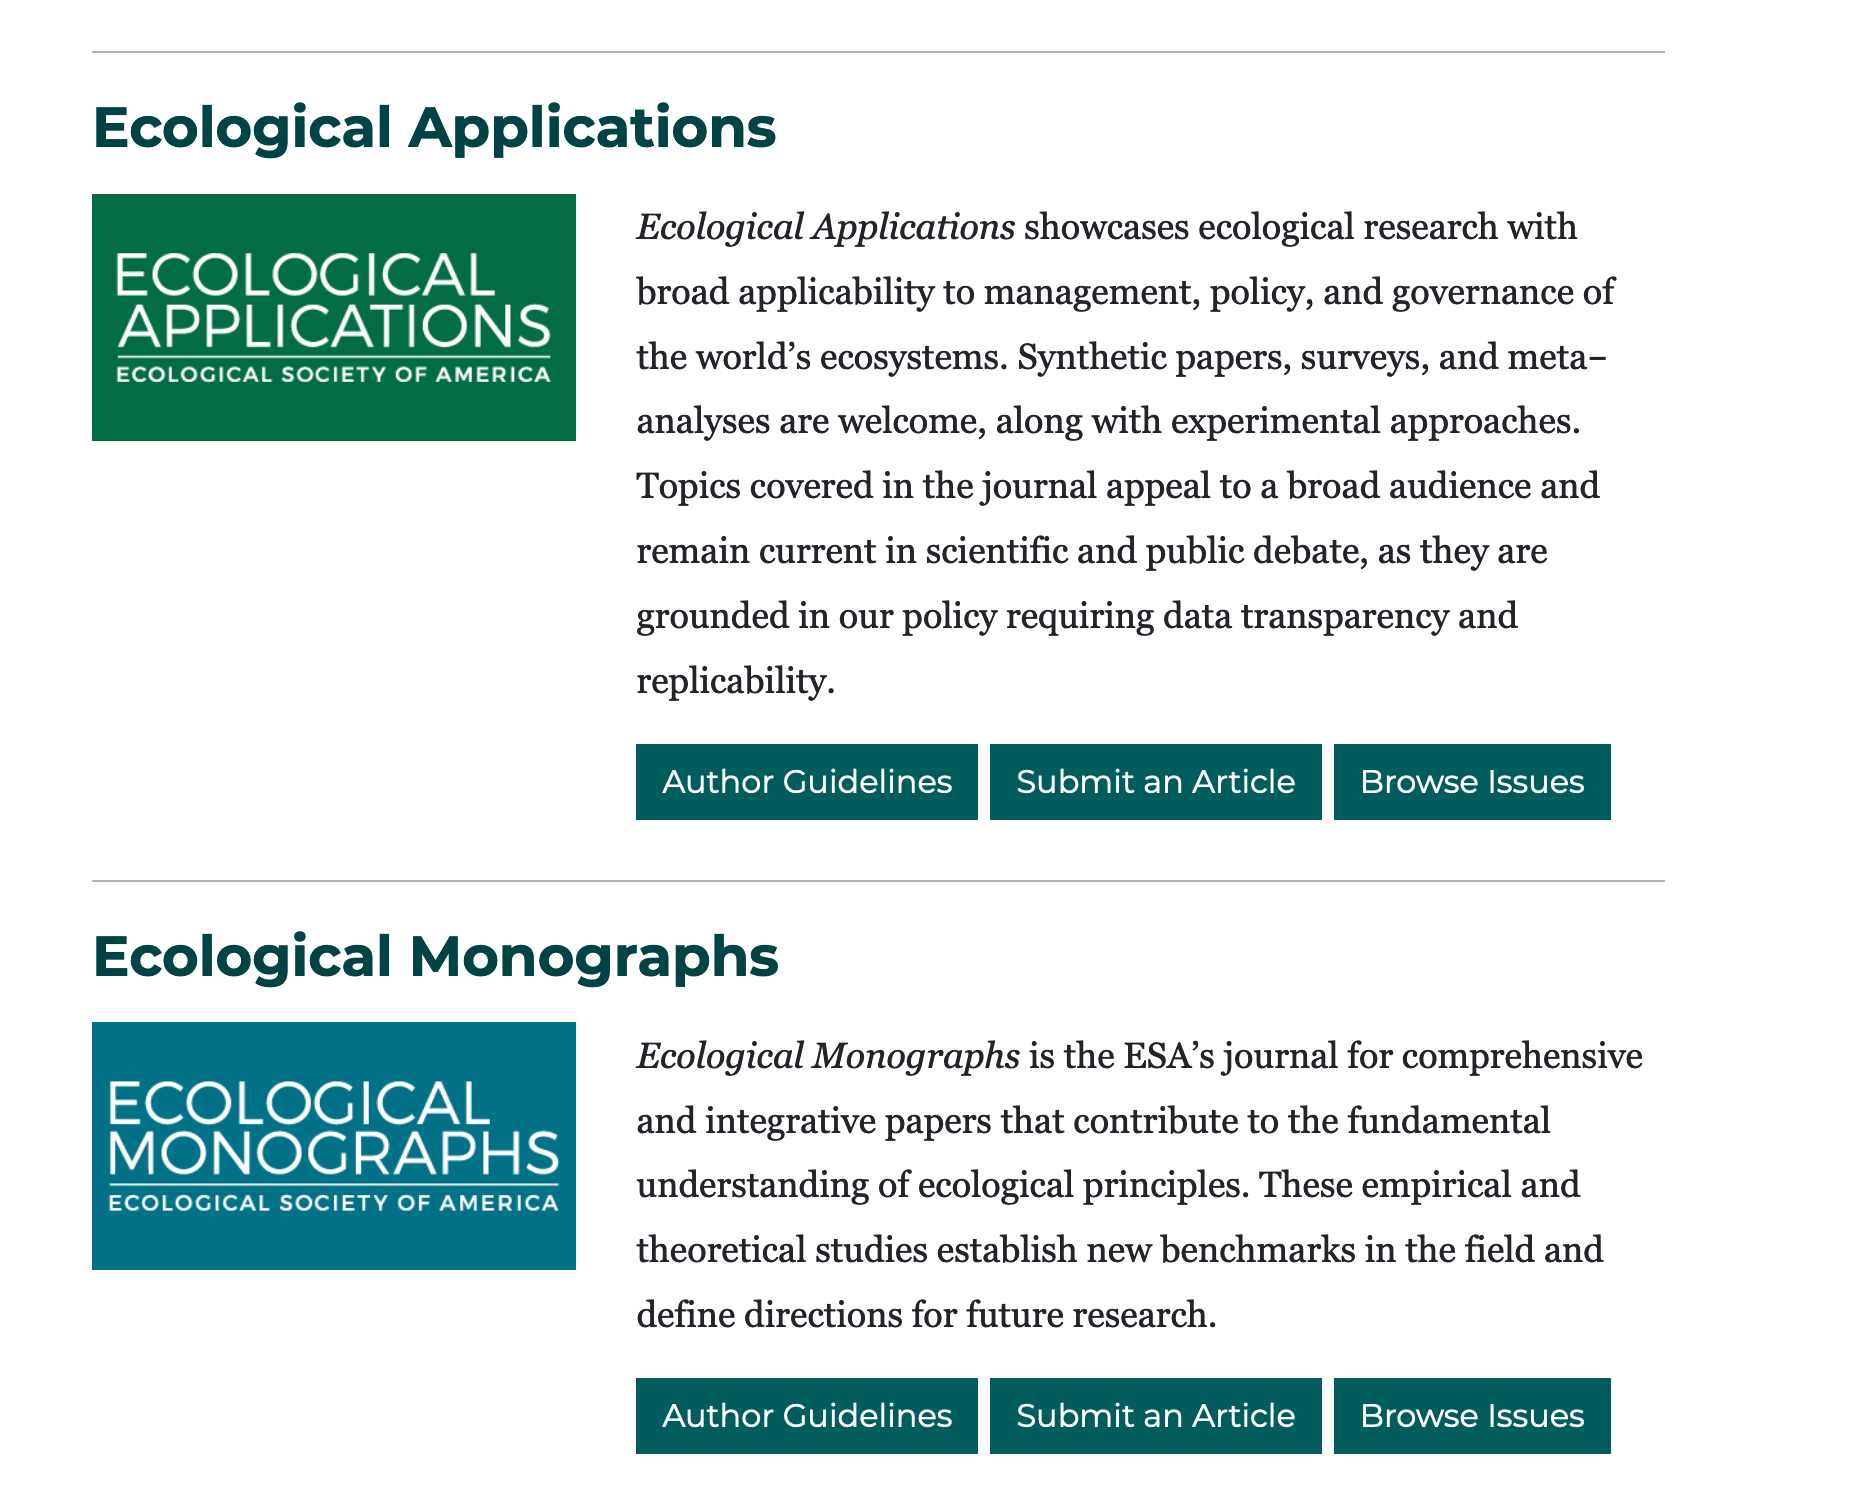 Ecological Applications
ECOLOGICAL
APPLICATIONS
ECOLOGICAL SOCIETY OF AMERICA
Ecological Applications showcases ecological research with
broad applicability to management, policy, and governance of
the world’s ecosystems. Synthetic papers, surveys, and meta–
analyses are welcome, along with experimental approaches.
Topics covered in the journal appeal to a broad audience and
remain current in scientific and public debate, as they are
grounded in our policy requiring data transparency and
replicability.
Author Guidelines
Submit an Article
Browse Issues
Ecological Monographs
ECOLOGICAL
MONOGRAPHS
ECOLOGICAL SOCIETY OF AMERICA
Ecological Monographs is the ESA’s journal for comprehensive
and integrative papers that contribute to the fundamental
understanding of ecological principles. These empirical and
theoretical studies establish new benchmarks in the field and
define directions for future research.
Author Guidelines
Submit an Article
Browse Issues